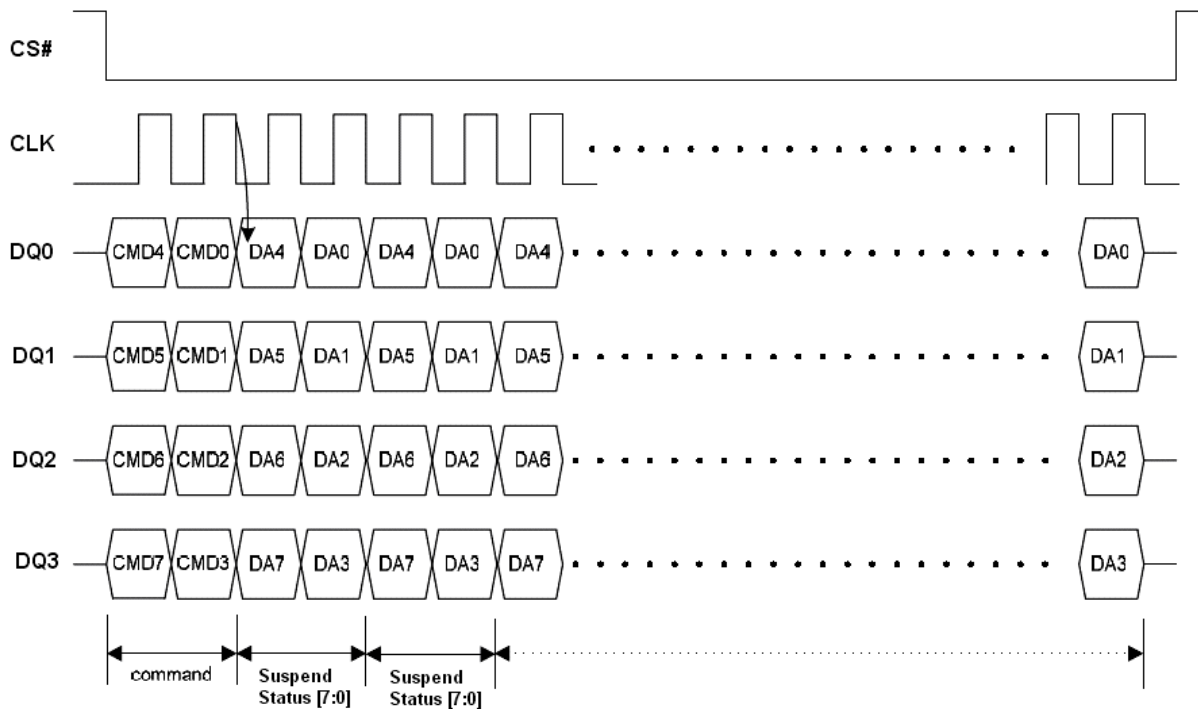 CS#
CLK
DQ0 CMD4 CMD0 DA4 DA0 DA4 DA0 DA4 DA0
DQ1 CMD5 CMD1 DA5 DA1 DA5 DA1 DA5 DA1
DQ2 CMD6 CMD2 DA6 DA2 DA6 DA2 DA6 DA2
DQ3 CMD7 CMD3 DA7 DA3 DA7 DA3 DA7 DA3
command
Suspend
Status [7:0]
Suspend
Status [7:0]